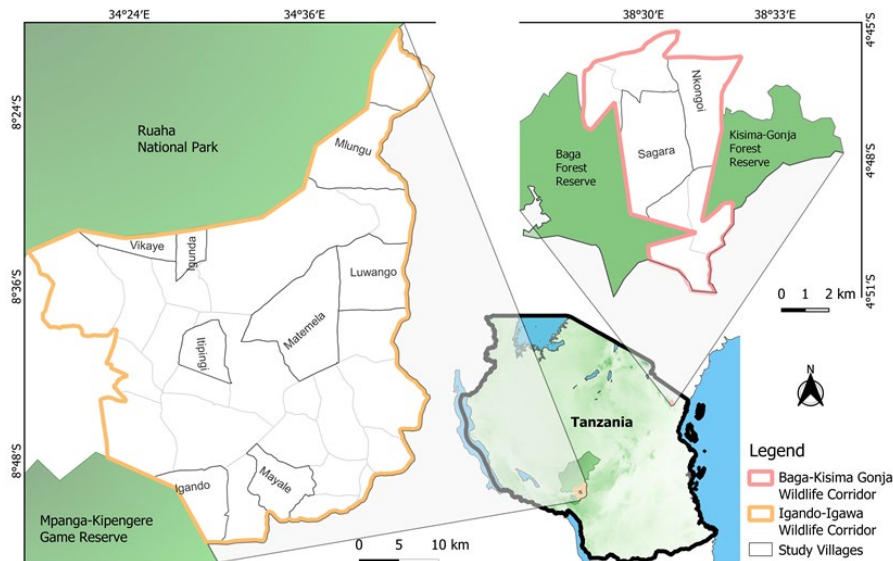 34°24'E
34°36'E
38°30'E
38°33'E
4°45'S
4°48'S
4°51'S
8°24'S
8°36'S
8°48'S
Ruaha
National Park
Mlungu
Vikaye
Igunda
Luwango
Matemela
Itipingi
Igando
Mayale
Mpanga-Kipengere
Game Reserve
0 5 10 km
Nkongoi
Sagara
Baga
Forest
Reserve
Kisima-Gonja
Forest
Reserve
0 1 2 km
Tanzania
N
Legend
Baga-Kisima Gonja
Wildlife Corridor
Igando-Igawa
Wildlife Corridor
Study Villages